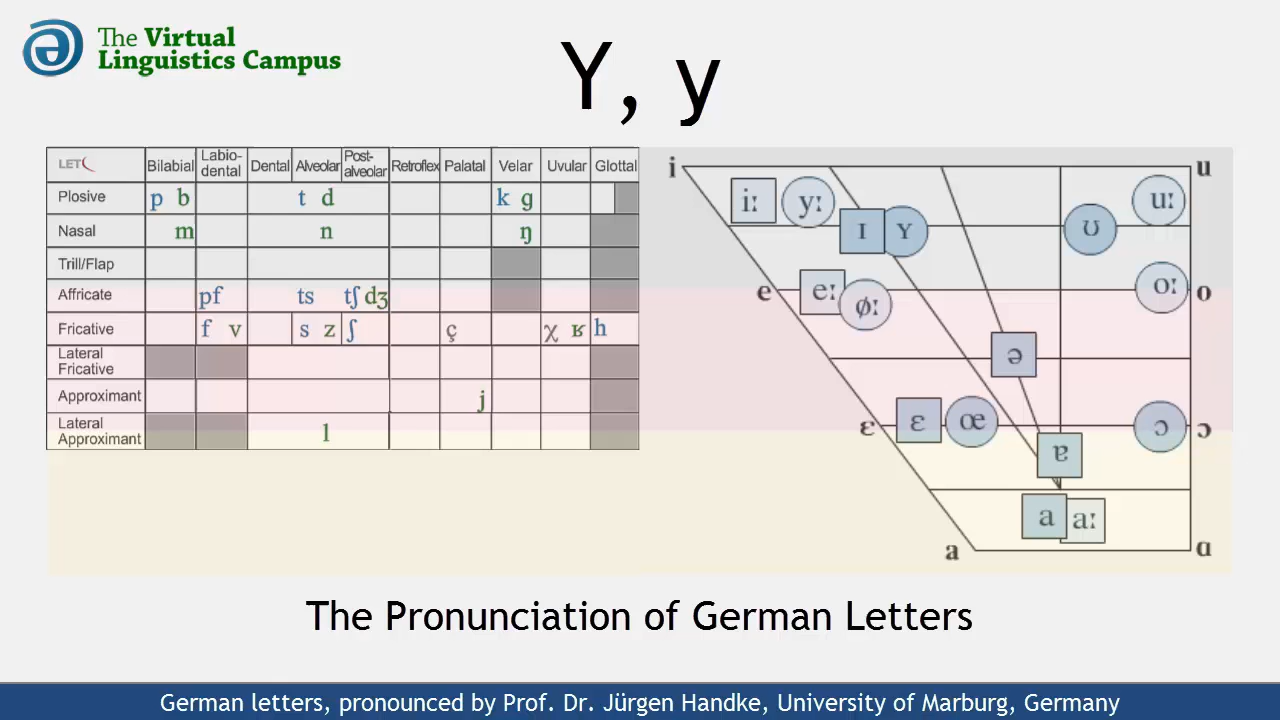 The Virtual
Linguistics Campus
Y, y
LET Bilabial Labio-dental Dental Alveolar Post-alveolar Retroflex Palatal Velar Uvular Glottal
Plosive p b t d k g
Nasal m n ŋ
Trill/Flap
Affricate pf ts tʃ dʒ
Fricative f v s z ʃ ç χ ʁ h
Lateral Fricative
Approximant j
Lateral Approximant l
i u
iː yː uː
ɪ ʏ ʊ
e eː øː oː o
ə
ɛ ɛ œ ɔ ɔ
ɐ
a aː
a ɑ
The Pronunciation of German Letters
German letters, pronounced by Prof. Dr. Jürgen Handke, University of Marburg, Germany